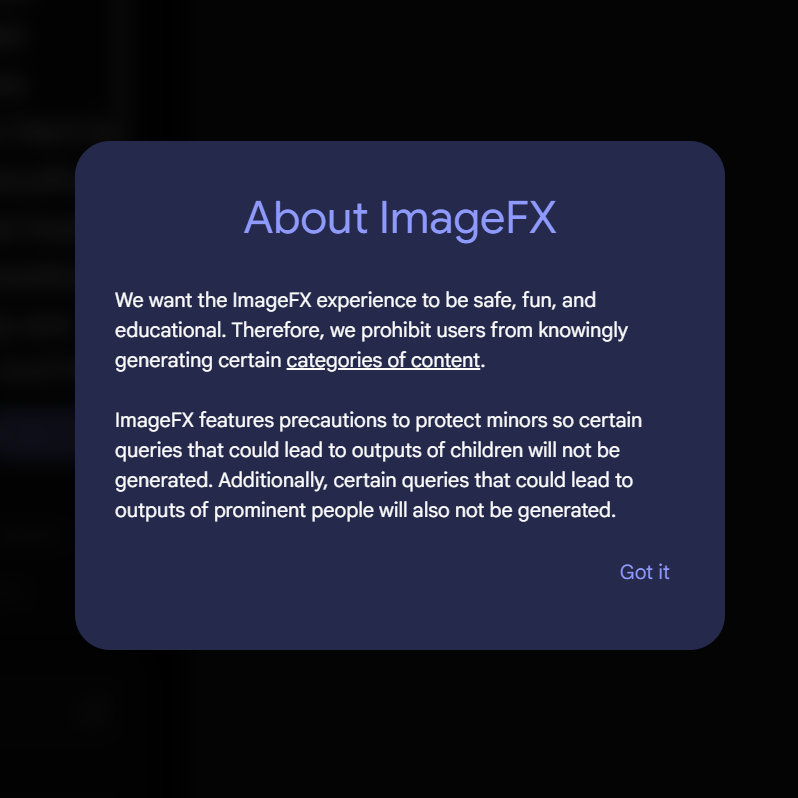 About ImageFX
We want the ImageFX experience to be safe, fun, and
educational. Therefore, we prohibit users from knowingly
generating certain categories of content.
ImageFX features precautions to protect minors so certain
queries that could lead to outputs of children will not be
generated. Additionally, certain queries that could lead to
outputs of prominent people will also not be generated.
Got it